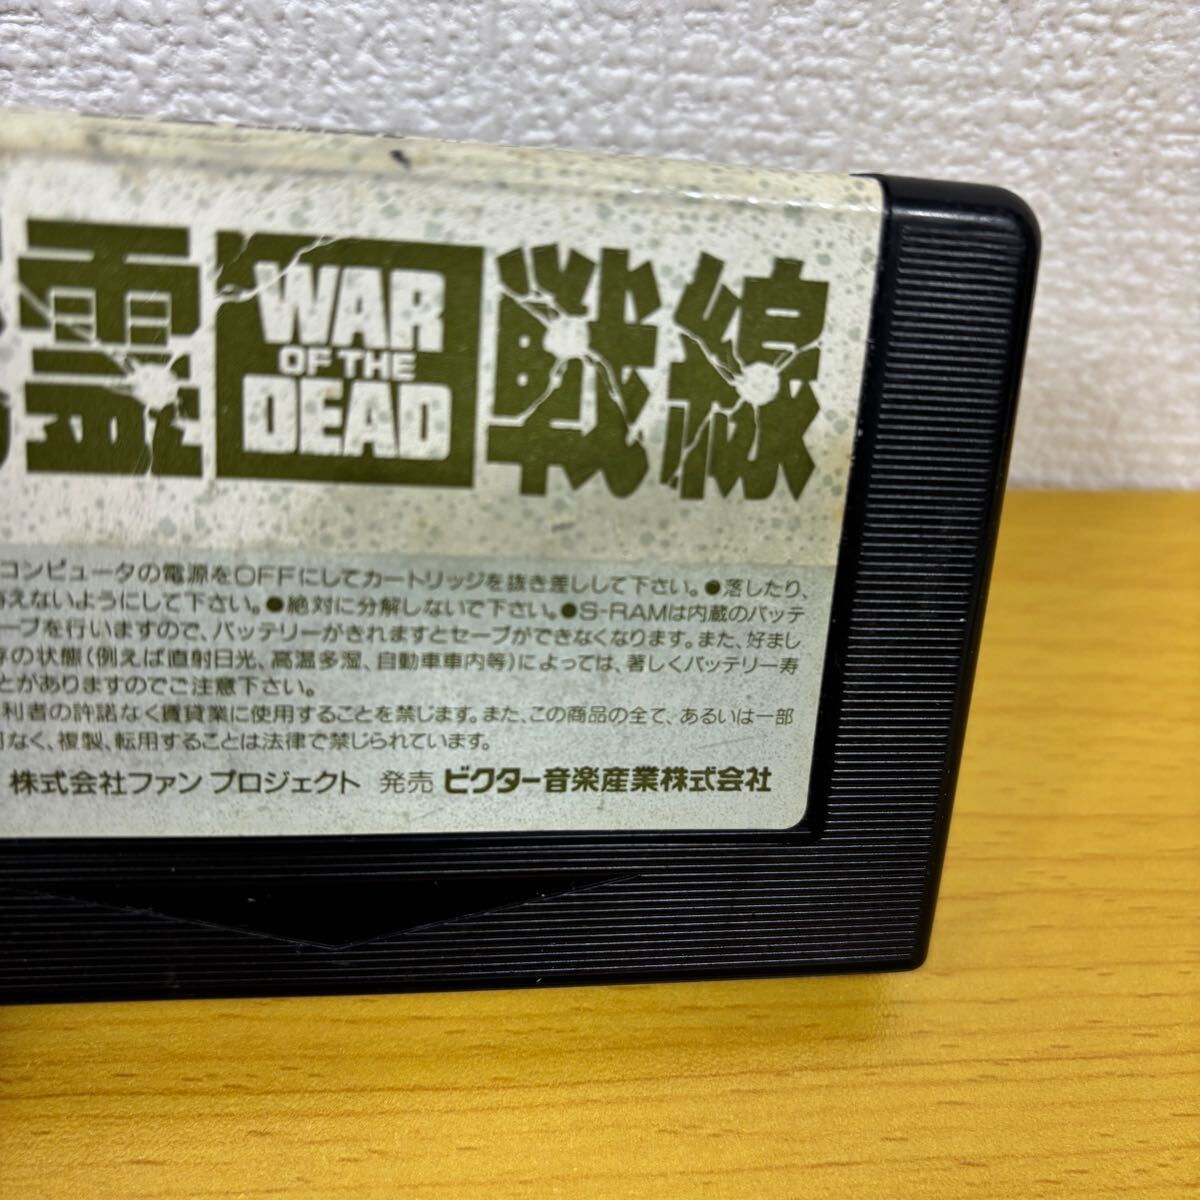 霊 WAR OF THE DEAD 戦線
コンピュータの電源をOFFにしてカートリッジを抜き差しして下さい。●落したり、
えないようにして下さい。●絶対に分解しないで下さい。●S-RAMは内蔵のバッテ
ーブを行いますので、バッテリーがきれますとセーブができなくなります。また、好まし
の状態(例えば直射日光、高温多湿、自動車車内等)によっては、著しくバッテリー寿
とがありますのでご注意下さい。
利者の許諾なく賃貸業に使用することを禁じます。また、この商品の全て、あるいは一部
なく、複製、転用することは法律で禁じられています。
株式会社ファン プロジェクト 発売 ビクター音楽産業株式会社